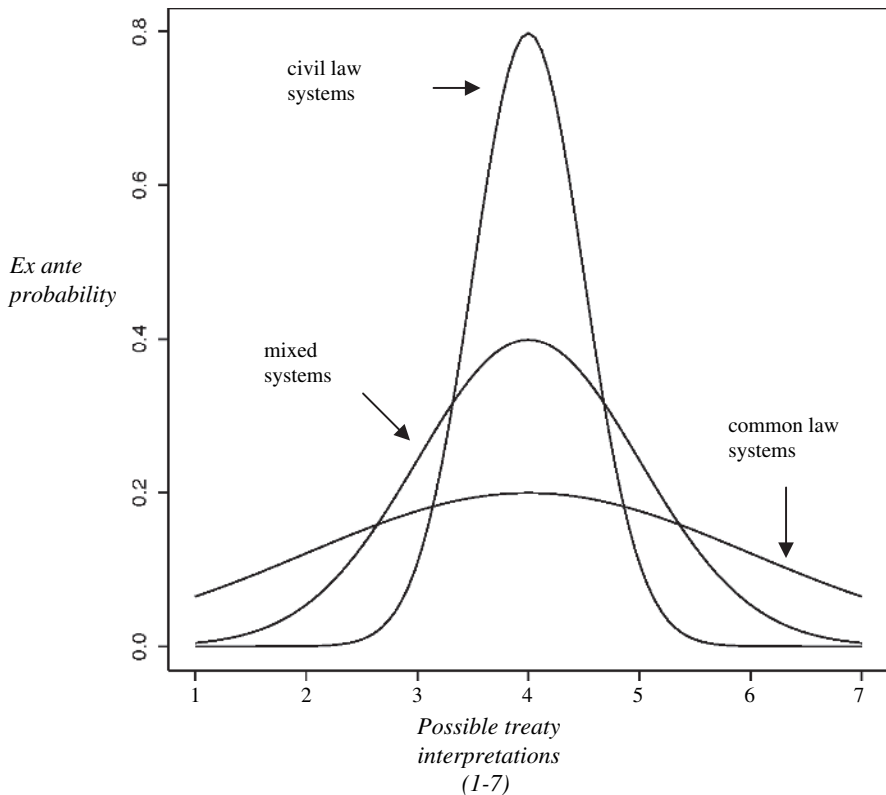 0.8
civil law
systems
0.6
Ex ante
probability
0.4
mixed
systems
common law
systems
0.2
0.0
1 2 3 4 5 6 7
Possible treaty
interpretations
(1-7)